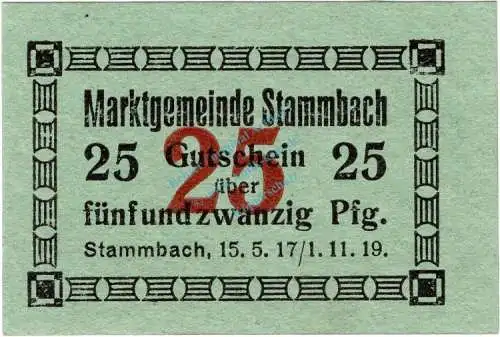 Marktgemeinde Stammbach
25 Gutschein 25
über
25
fünfundzwanzig Pfg.
Stammbach, 15. 5. 17/1. 11. 19.